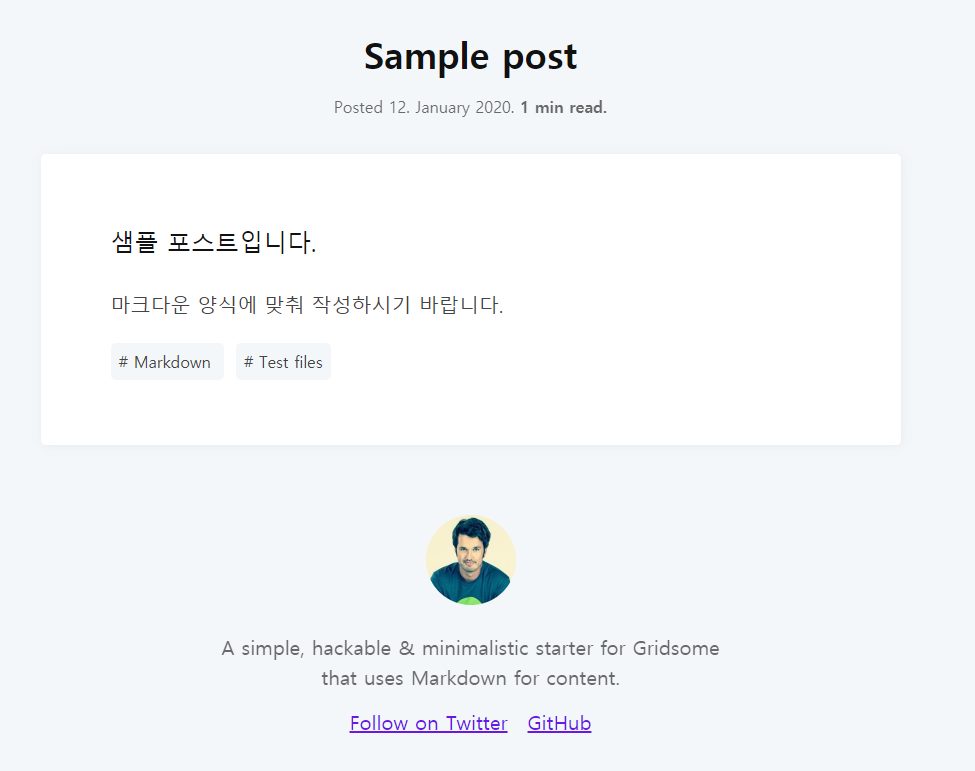 Sample post
Posted 12. January 2020. 1 min read.
샘플 포스트입니다.
마크다운 양식에 맞춰 작성하시기 바랍니다.
# Markdown # Test files
A simple, hackable & minimalistic starter for Gridsome
that uses Markdown for content.
Follow on Twitter GitHub